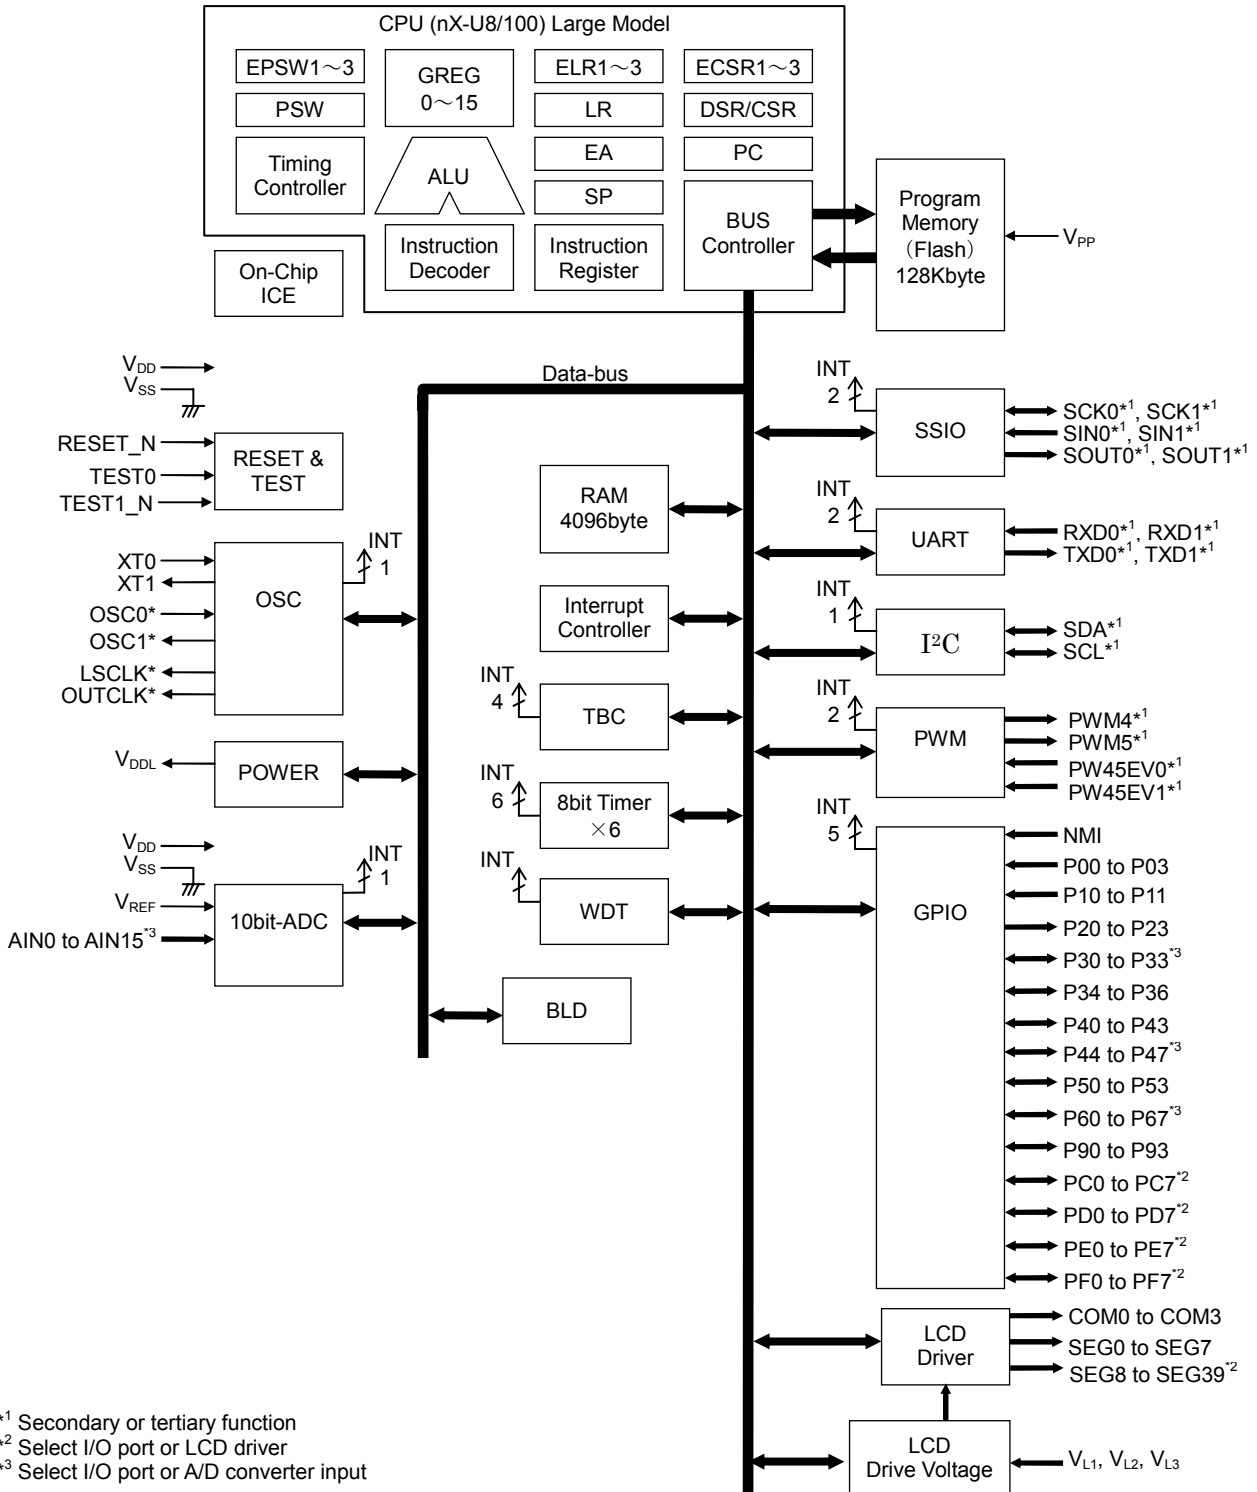 CPU (nX-U8/100) Large Model
EPSW1～3
GREG
0～15
ELR1～3
ECSR1～3
PSW
LR
DSR/CSR
Timing
Controller
ALU
EA
PC
SP
BUS
Controller
Instruction
Decoder
Instruction
Register
On-Chip
ICE
Program
Memory
（Flash）
128Kbyte
VPP
VDD
VSS
Data-bus
RESET_N
TEST0
TEST1_N
RESET &
TEST
XT0
XT1
OSC0*
OSC1*
LSCLK*
OUTCLK*
OSC
INT
1
VDDL
POWER
VDD
VSS
VREF
AIN0 to AIN15*3
10bit-ADC
INT
1
RAM
4096byte
Interrupt
Controller
INT
4
TBC
INT
6
8bit Timer
×6
INT
WDT
BLD
INT
2
SSIO
SCK0*1, SCK1*1
SIN0*1, SIN1*1
SOUT0*1, SOUT1*1
INT
2
UART
RXD0*1, RXD1*1
TXD0*1, TXD1*1
INT
1
I2C
SDA*1
SCL*1
INT
2
PWM
PWM4*1
PWM5*1
PW45EV0*1
PW45EV1*1
INT
5
GPIO
NMI
P00 to P03
P10 to P11
P20 to P23
P30 to P33*3
P34 to P36
P40 to P43
P44 to P47*3
P50 to P53
P60 to P67*3
P90 to P93
PC0 to PC7*2
PD0 to PD7*2
PE0 to PE7*2
PF0 to PF7*2
LCD
Driver
COM0 to COM3
SEG0 to SEG7
SEG8 to SEG39*2
LCD
Drive Voltage
VL1, VL2, VL3
*1 Secondary or tertiary function
*2 Select I/O port or LCD driver
*3 Select I/O port or A/D converter input